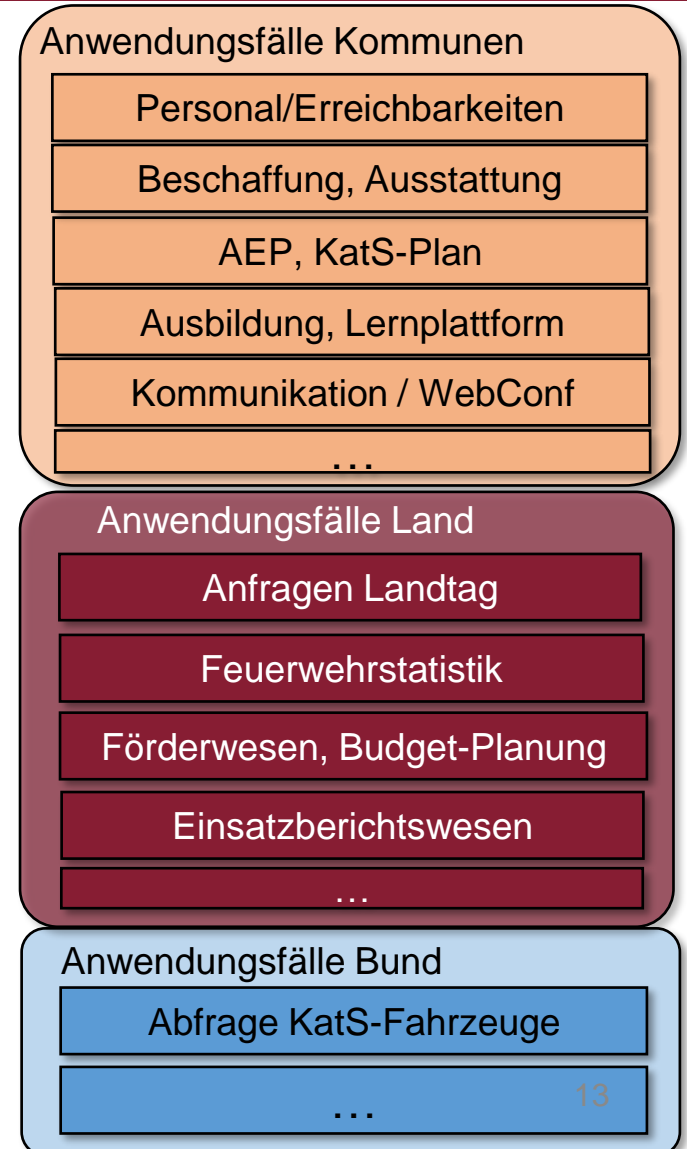 Anwendungsfälle Kommunen
Personal/Erreichbarkeiten
Beschaffung, Ausstattung
AEP, KatS-Plan
Ausbildung, Lernplattform
Kommunikation / WebConf
…
Anwendungsfälle Land
Anfragen Landtag
Feuerwehrstatistik
Förderwesen, Budget-Planung
Einsatzberichtswesen
…
Anwendungsfälle Bund
Abfrage KatS-Fahrzeuge
…
13